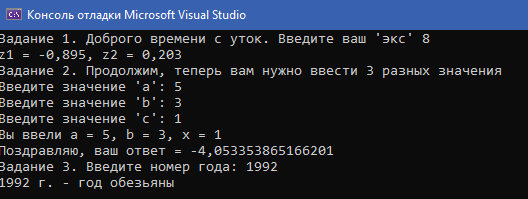 Консоль отладки Microsoft Visual Studio
Задание 1. Доброго времени с уток. Введите ваш 'экс' 8
z1 = -0,895, z2 = 0,203
Задание 2. Продолжим, теперь вам нужно ввести 3 разных значения
Введите значение 'a': 5
Введите значение 'b': 3
Введите значение 'c': 1
Вы ввели a = 5, b = 3, x = 1
Поздравляю, ваш ответ = -4,053353865166201
Задание 3. Введите номер года: 1992
1992 г. - год обезьяны